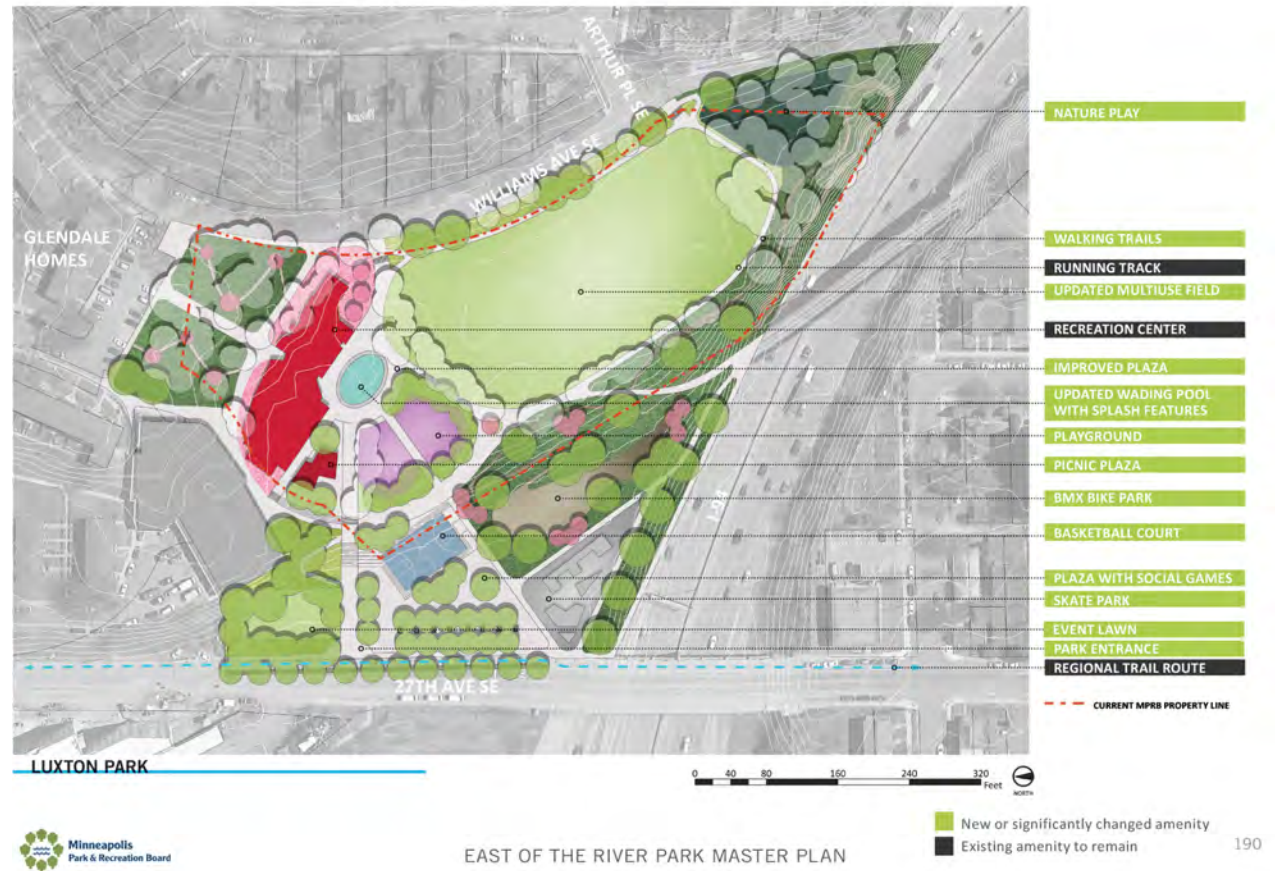 ARTHUR PL SE
WILLIAMS AVE SE
GLENDALE
HOMES
NATURE PLAY
WALKING TRAILS
RUNNING TRACK
UPDATED MULTIUSE FIELD
RECREATION CENTER
IMPROVED PLAZA
UPDATED WADING POOL
WITH SPLASH FEATURES
PLAYGROUND
PICNIC PLAZA
BMX BIKE PARK
BASKETBALL COURT
PLAZA WITH SOCIAL GAMES
SKATE PARK
EVENT LAWN
PARK ENTRANCE
REGIONAL TRAIL ROUTE
CURRENT MPRB PROPERTY LINE
27TH AVE SE
LUXTON PARK
0 40 80 160 240 320
Feet
NORTH
Minneapolis
Park & Recreation Board
EAST OF THE RIVER PARK MASTER PLAN
New or significantly changed amenity
Existing amenity to remain
190